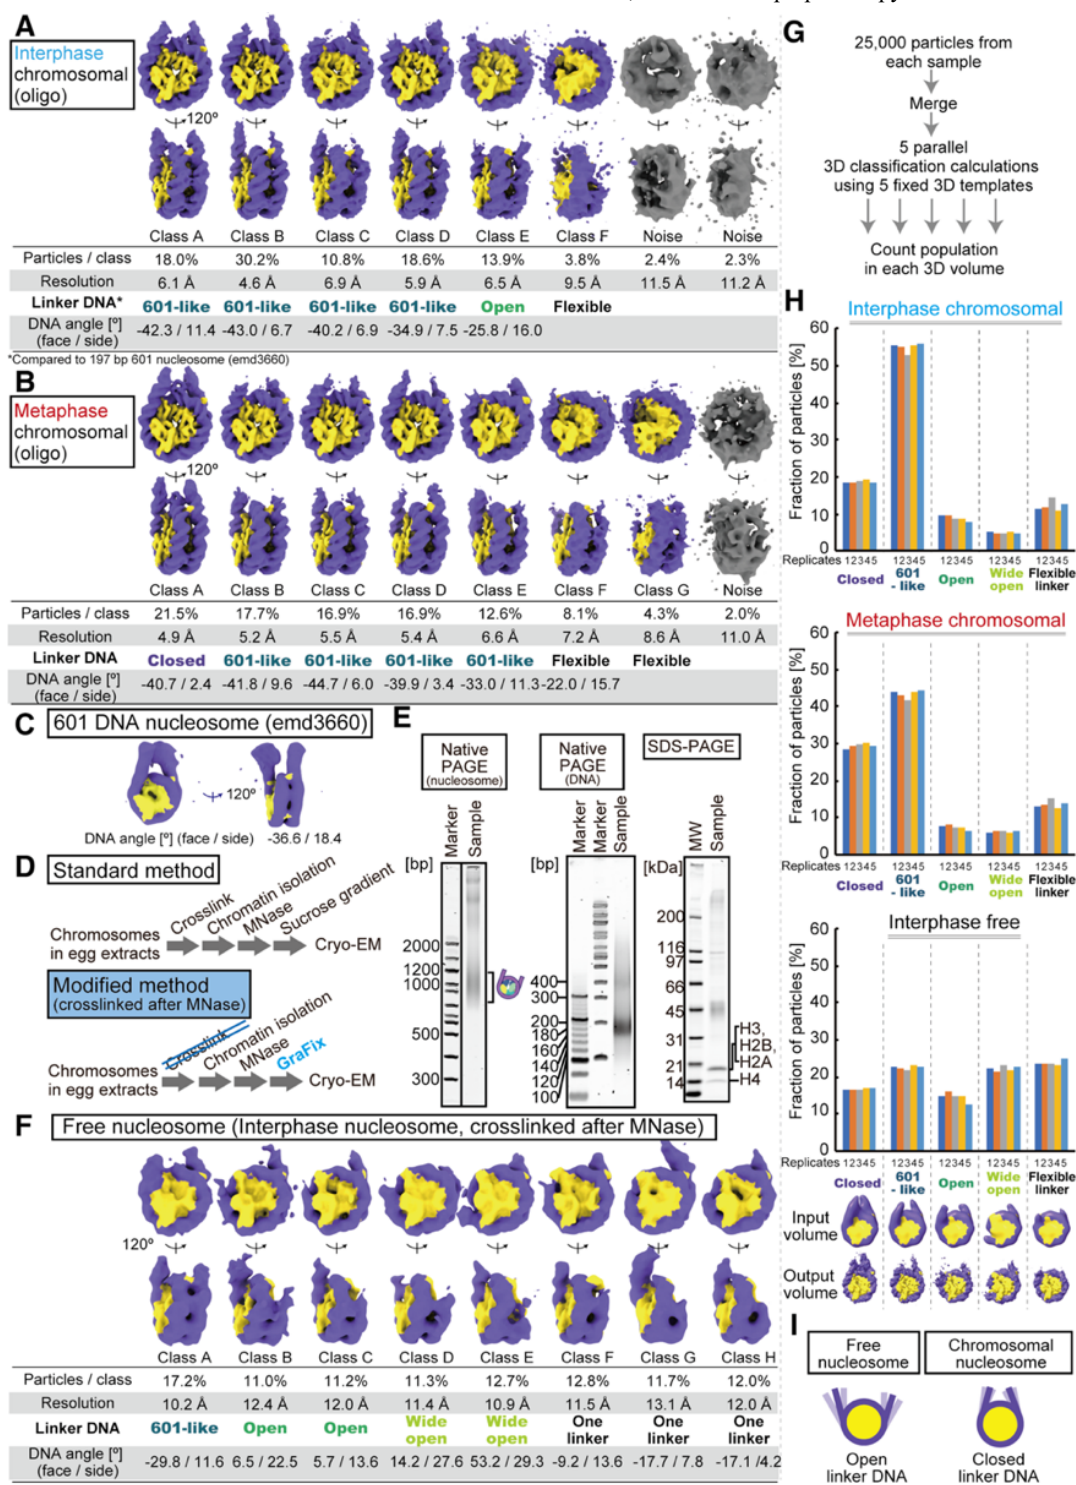 A
Interphase
chromosomal
(oligo)
120º
Class A Class B Class C Class D Class E Class F Noise Noise
Particles / class 18.0% 30.2% 10.8% 18.6% 13.9% 3.8% 2.4% 2.3%
Resolution 6.1 Å 4.6 Å 6.9 Å 5.9 Å 6.5 Å 9.5 Å 11.5 Å 11.2 Å
Linker DNA* 601-like 601-like 601-like 601-like Open Flexible
DNA angle [º]
(face / side) -42.3 / 11.4 -43.0 / 6.7 -40.2 / 6.9 -34.9 / 7.5 -25.8 / 16.0
*Compared to 197 bp 601 nucleosome (emd3660)
B
Metaphase
chromosomal
(oligo)
120º
Class A Class B Class C Class D Class E Class F Class G Noise
Particles / class 21.5% 17.7% 16.9% 16.9% 12.6% 8.1% 4.3% 2.0%
Resolution 4.9 Å 5.2 Å 5.5 Å 5.4 Å 6.6 Å 7.2 Å 8.6 Å 11.0 Å
Linker DNA Closed 601-like 601-like 601-like 601-like Flexible Flexible
DNA angle [º]
(face / side) -40.7 / 2.4 -41.8 / 9.6 -44.7 / 6.0 -39.9 / 3.4 -33.0 / 11.3 -22.0 / 15.7
C 601 DNA nucleosome (emd3660)
120º
DNA angle [º] (face / side) -36.6 / 18.4
D Standard method
Crosslink
Chromatin isolation
MNase
Sucrose gradient
Chromosomes
in egg extracts
Cryo-EM
Modified method
(crosslinked after MNase)
Crosslink
Chromatin isolation
MNase
GraFix
Chromosomes
in egg extracts
Cryo-EM
E
Native
PAGE
(nucleosome)
Marker
Sample
[bp]
2000
1200
1000
500
300
Native
PAGE
(DNA)
Marker
Marker
Sample
[bp]
400
300
200
180
160
140
120
100
SDS-PAGE
MW
Sample
[kDa]
200
116
97
66
45
31
21
14
H3,
H2B,
H2A
H4
F Free nucleosome (Interphase nucleosome, crosslinked after MNase)
120º
Class A Class B Class C Class D Class E Class F Class G Class H
Particles / class 17.2% 11.0% 11.2% 11.3% 12.7% 12.8% 11.7% 12.0%
Resolution 10.2 Å 12.4 Å 12.0 Å 11.4 Å 10.9 Å 11.5 Å 13.1 Å 12.0 Å
Linker DNA 601-like Open Open Wide open Wide open One linker One linker One linker
DNA angle [º]
(face / side) -29.8 / 11.6 6.5 / 22.5 5.7 / 13.6 14.2 / 27.6 53.2 / 29.3 -9.2 / 13.6 -17.7 / 7.8 -17.1 /4.2
G
25,000 particles from
each sample
Merge
5 parallel
3D classification calculations
using 5 fixed 3D templates
Count population
in each 3D volume
H
Interphase chromosomal
Fraction of particles [%]
60
50
40
30
20
10
0
Replicates 12345 12345 12345 12345 12345
Closed 601 - like Open Wide open Flexible linker
Metaphase chromosomal
Fraction of particles [%]
60
50
40
30
20
10
0
Replicates 12345 12345 12345 12345 12345
Closed 601 - like Open Wide open Flexible linker
Interphase free
Fraction of particles [%]
60
50
40
30
20
10
0
Replicates 12345 12345 12345 12345 12345
Closed 601 - like Open Wide open Flexible linker
Input
volume
Output
volume
I
Free
nucleosome
Chromosomal
nucleosome
Open
linker DNA
Closed
linker DNA